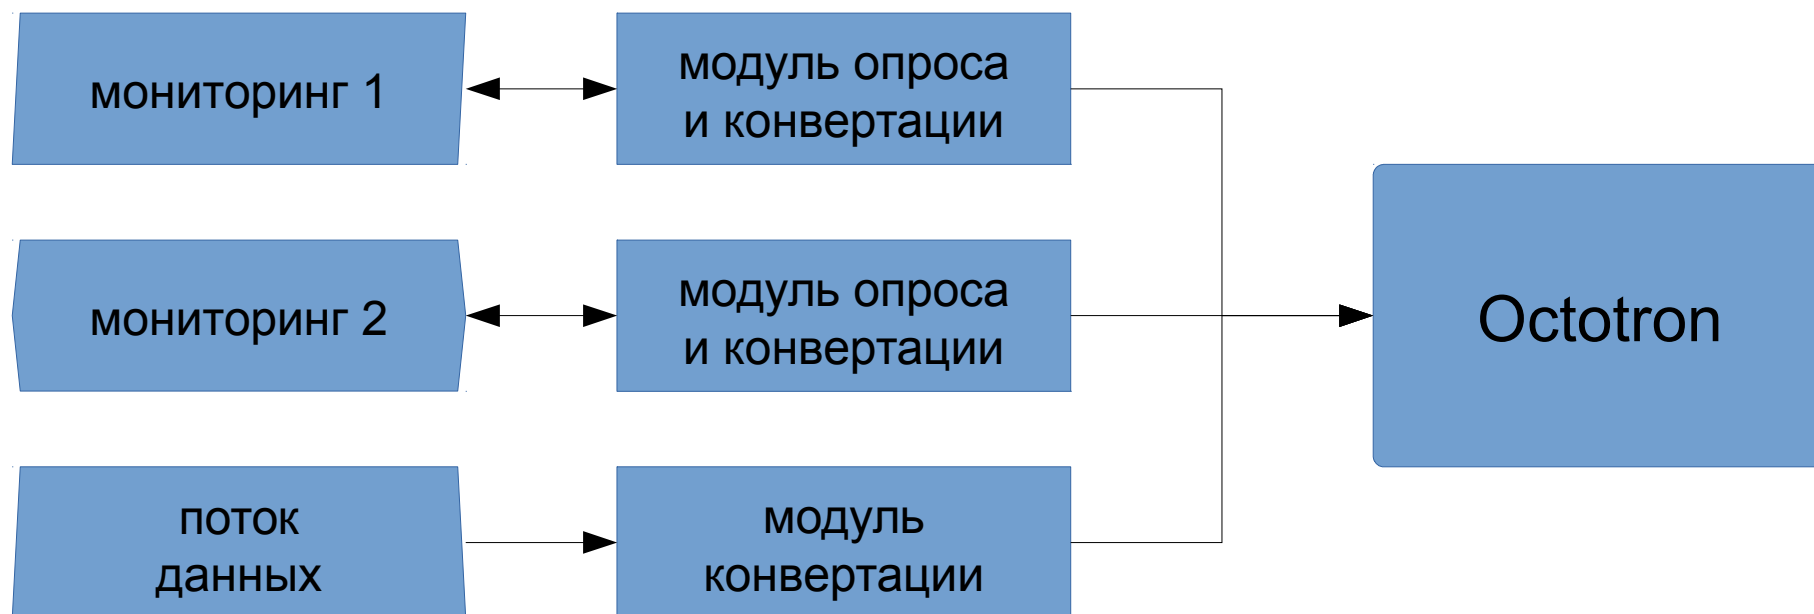 мониторинг 1
модуль опроса
и конвертации
мониторинг 2
модуль опроса
и конвертации
Octotron
поток
данных
модуль
конвертации